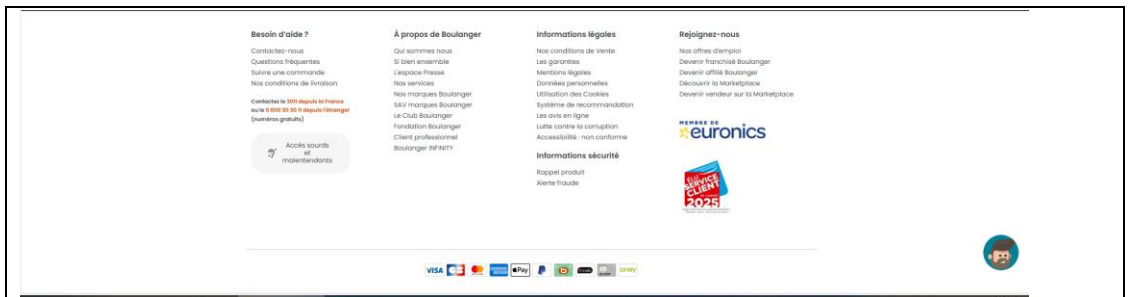 Besoin d'aide ?
Contactez-nous
Questions fréquentes
Suivre une commande
Nos conditions de livraison
Contactez le 300 depuis la France
ou le 0 800 30 30 11 depuis l'étranger
(numéros gratuits)
Accès sourds
et
malentendants
À propos de Boulanger
Qui sommes nous
Si bien ensemble
L'espace Presse
Nos services
Nos marques Boulanger
SAV marques Boulanger
Le Club Boulanger
Fondation Boulanger
Client professionnel
Boulanger INFINITY
Informations légales
Nos conditions de Vente
Les garanties
Mentions légales
Données personnelles
Utilisation des Cookies
Système de recommandation
Les avis en ligne
Lutte contre la corruption
Accessibilité : non conforme
Informations sécurité
Rappel produit
Alerte fraude
Rejoignez-nous
Nos offres d'emploi
Devenir franchisé Boulanger
Devenir affilié Boulanger
Découvrir la Marketplace
Devenir vendeur sur la Marketplace
MEMBRE DE
euronics
ÉLU
SERVICE
CLIENT
2025
VISA
Pay
oney